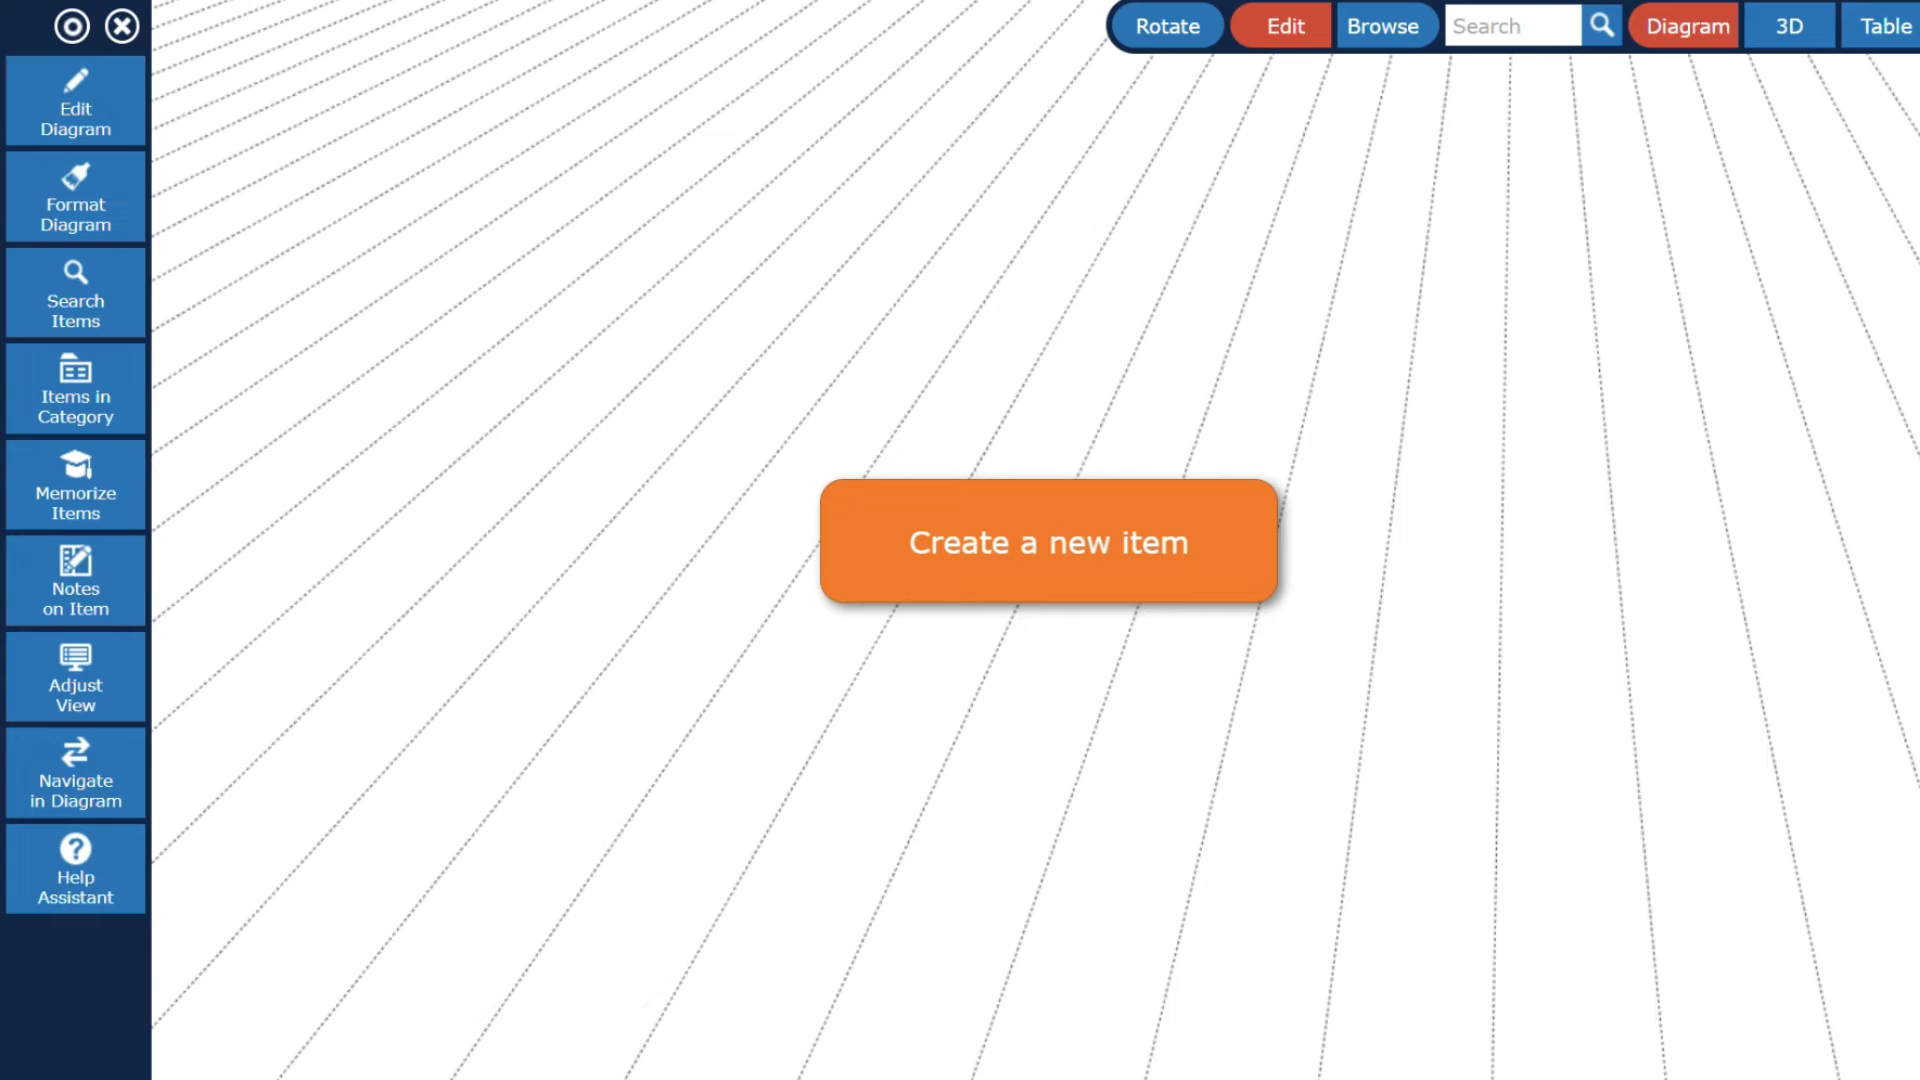 Rotate
Edit
Browse
Search
Diagram
3D
Table
Edit
Diagram
Format
Diagram
Search
Items
Items in
Category
Memorize
Items
Notes
on Item
Adjust
View
Navigate
in Diagram
Help
Assistant
Create a new item